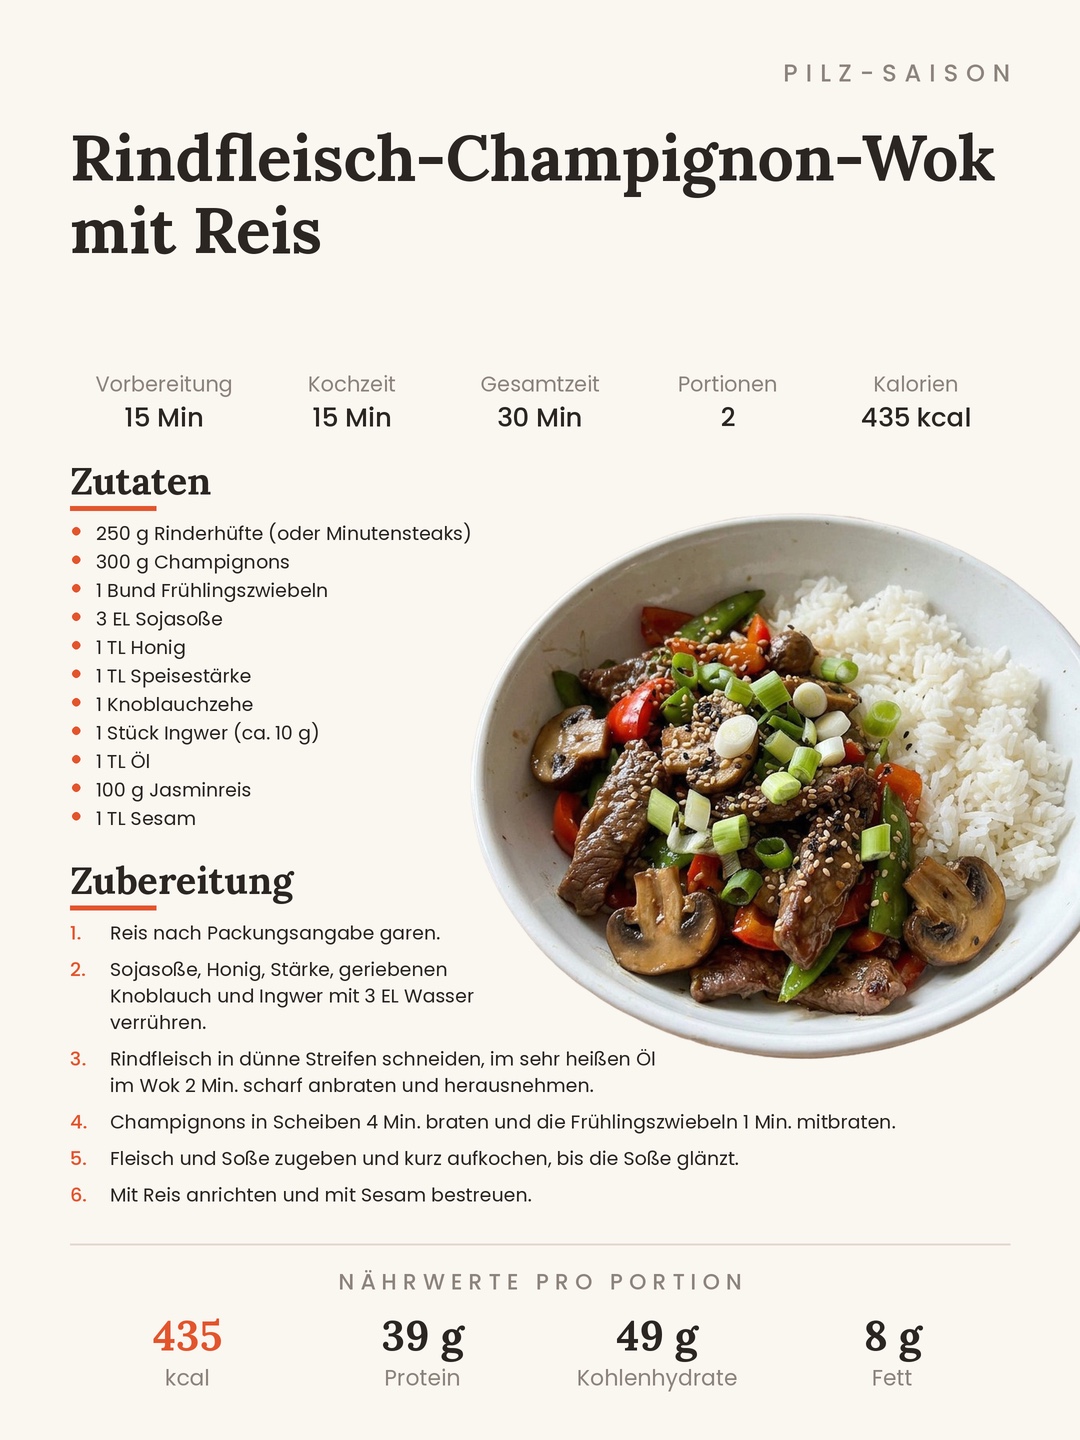 PILZ-SAISON
Rindfleisch-Champignon-Wok
mit Reis
Vorbereitung
15 Min
Kochzeit
15 Min
Gesamtzeit
30 Min
Portionen
2
Kalorien
435 kcal
Zutaten
• 250 g Rinderhüfte (oder Minutensteaks)
• 300 g Champignons
• 1 Bund Frühlingszwiebeln
• 3 EL Sojasoße
• 1 TL Honig
• 1 TL Speisestärke
• 1 Knoblauchzehe
• 1 Stück Ingwer (ca. 10 g)
• 1 TL Öl
• 100 g Jasminreis
• 1 TL Sesam
Zubereitung
1. Reis nach Packungsangabe garen.
2. Sojasoße, Honig, Stärke, geriebenen
Knoblauch und Ingwer mit 3 EL Wasser
verrühren.
3. Rindfleisch in dünne Streifen schneiden, im sehr heißen Öl
im Wok 2 Min. scharf anbraten und herausnehmen.
4. Champignons in Scheiben 4 Min. braten und die Frühlingszwiebeln 1 Min. mitbraten.
5. Fleisch und Soße zugeben und kurz aufkochen, bis die Soße glänzt.
6. Mit Reis anrichten und mit Sesam bestreuen.
NÄHRWERTE PRO PORTION
435
kcal
39 g
Protein
49 g
Kohlenhydrate
8 g
Fett